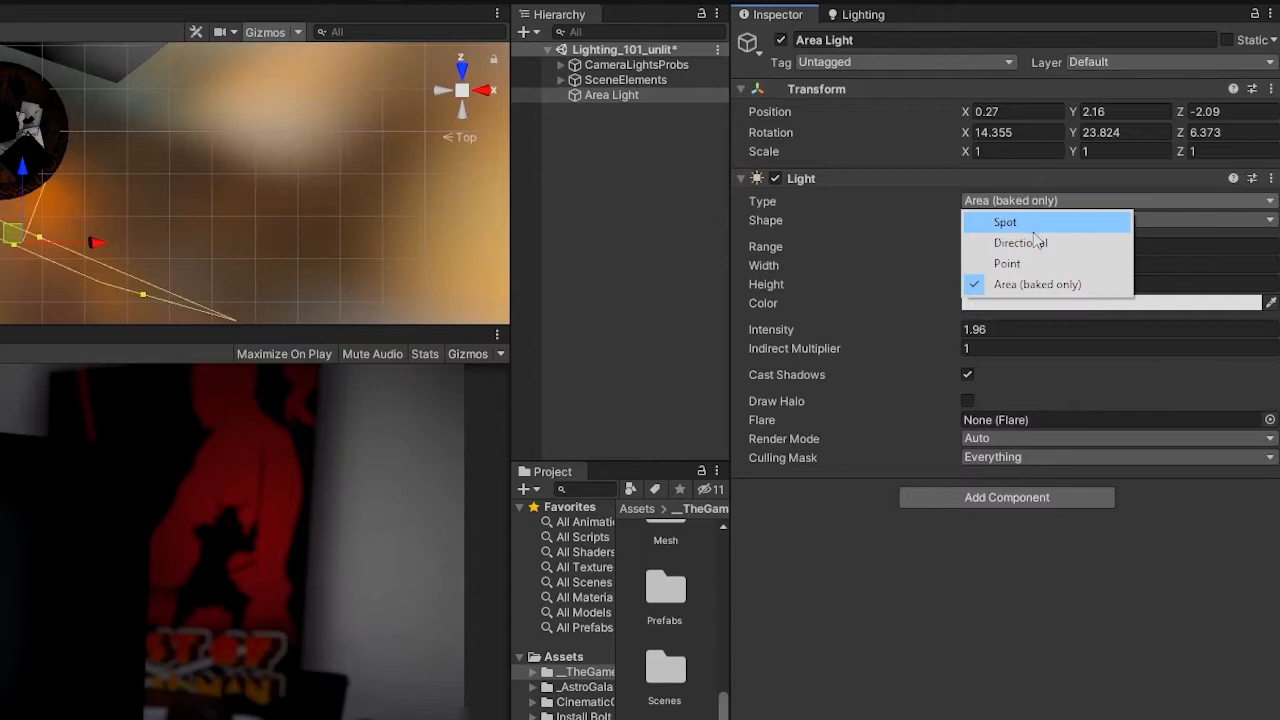 Gizmos
All
z
x
Top
Maximize On Play
Mute Audio
Stats
Gizmos
Hierarchy
All
Lighting_101_unlit*
CameraLightsProbs
SceneElements
Area Light
Project
11
Favorites
All Animati
All Scripts
All Shaders
All Texture
All Scenes
All Materia
All Models
All Prefabs
Assets
__TheGame
_AstroGala
CinematicC
Install Bolt
Assets > __TheGam
Mesh
Prefabs
Scenes
Inspector
Lighting
Area Light
Static
Tag Untagged
Layer Default
Transform
Position X 0.27 Y 2.16 Z -2.09
Rotation X 14.355 Y 23.824 Z 6.373
Scale X 1 Y 1 Z 1
Light
Type Area (baked only)
Shape
Range
Width
Height
Color
Spot
Directional
Point
Area (baked only)
Intensity 1.96
Indirect Multiplier 1
Cast Shadows
Draw Halo
Flare None (Flare)
Render Mode Auto
Culling Mask Everything
Add Component